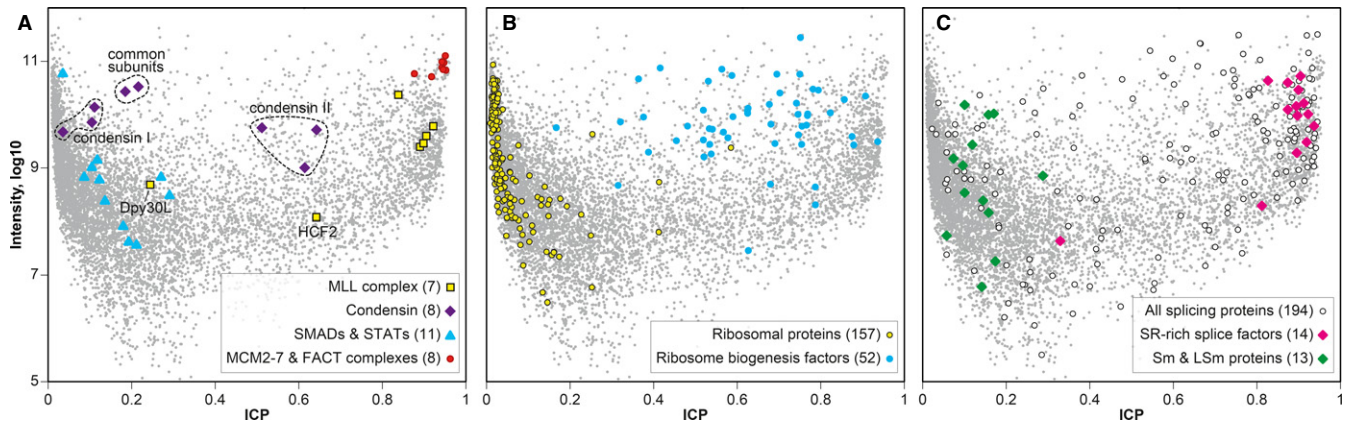 A
Intensity, log10
11
9
7
5
common
subunits
condensin I
condensin II
Dpy30L
HCF2
MLL complex (7)
Condensin (8)
SMADs & STATs (11)
MCM2-7 & FACT complexes (8)
0 0.2 0.4 0.6 0.8 1
ICP
B
Ribosomal proteins (157)
Ribosome biogenesis factors (52)
0 0.2 0.4 0.6 0.8 1
ICP
C
All splicing proteins (194)
SR-rich splice factors (14)
Sm & LSm proteins (13)
0 0.2 0.4 0.6 0.8 1
ICP